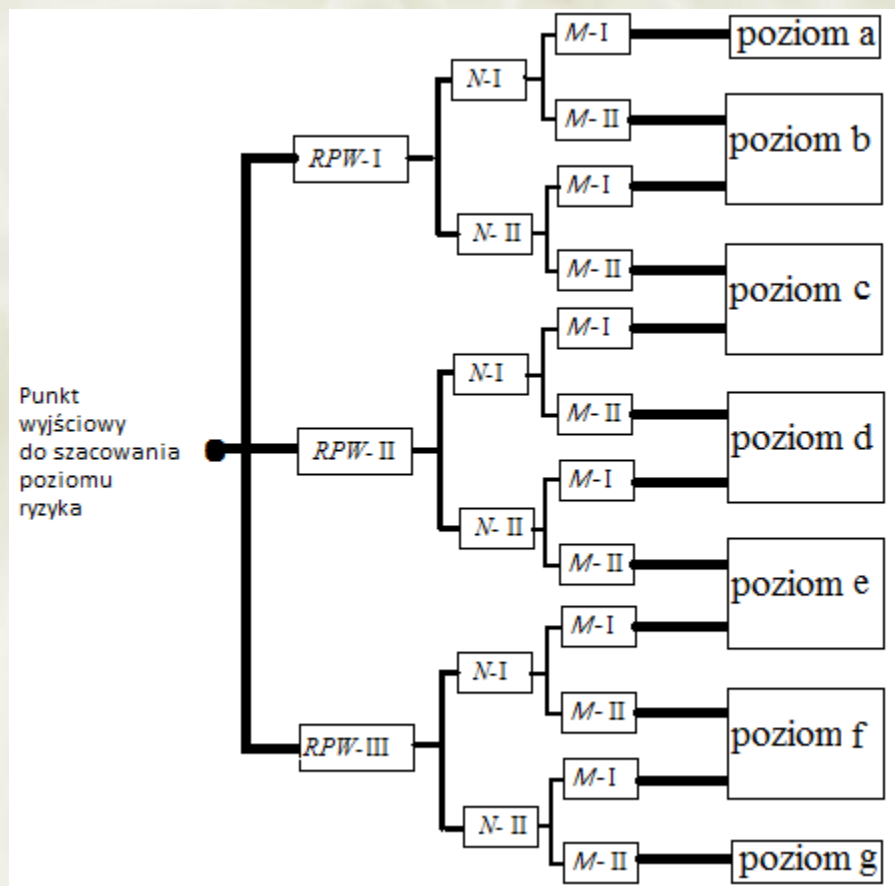 Punkt
wyjściowy
do szacowania
poziomu
ryzyka
RPW-I
N-I
M-I
poziom a
M-II
poziom b
N-II
M-I
M-II
poziom c
RPW-II
N-I
M-I
M-II
poziom d
N-II
M-I
M-II
poziom e
RPW-III
N-I
M-I
M-II
poziom f
N-II
M-I
M-II
poziom g